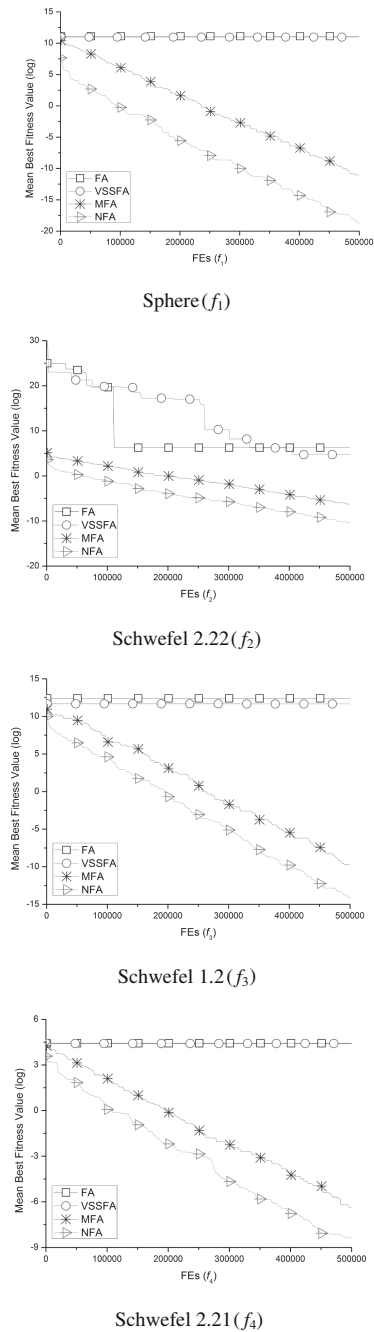 15
10
5
0
-5
-10
-15
-20
Mean Best Fitness Value (log)
FA
VSSFA
MFA
NFA
0 100000 200000 300000 400000 500000
FEs (f1)
Sphere(f1)
30
20
10
0
-10
-20
Mean Best Fitness Value (log)
FA
VSSFA
MFA
NFA
0 100000 200000 300000 400000 500000
FEs (f2)
Schwefel 2.22(f2)
15
10
5
0
-5
-10
-15
Mean Best Fitness Value (log)
FA
VSSFA
MFA
NFA
0 100000 200000 300000 400000 500000
FEs (f3)
Schwefel 1.2(f3)
6
3
0
-3
-6
-9
Mean Best Fitness Value (log)
FA
VSSFA
MFA
NFA
0 100000 200000 300000 400000 500000
FEs (f4)
Schwefel 2.21(f4)